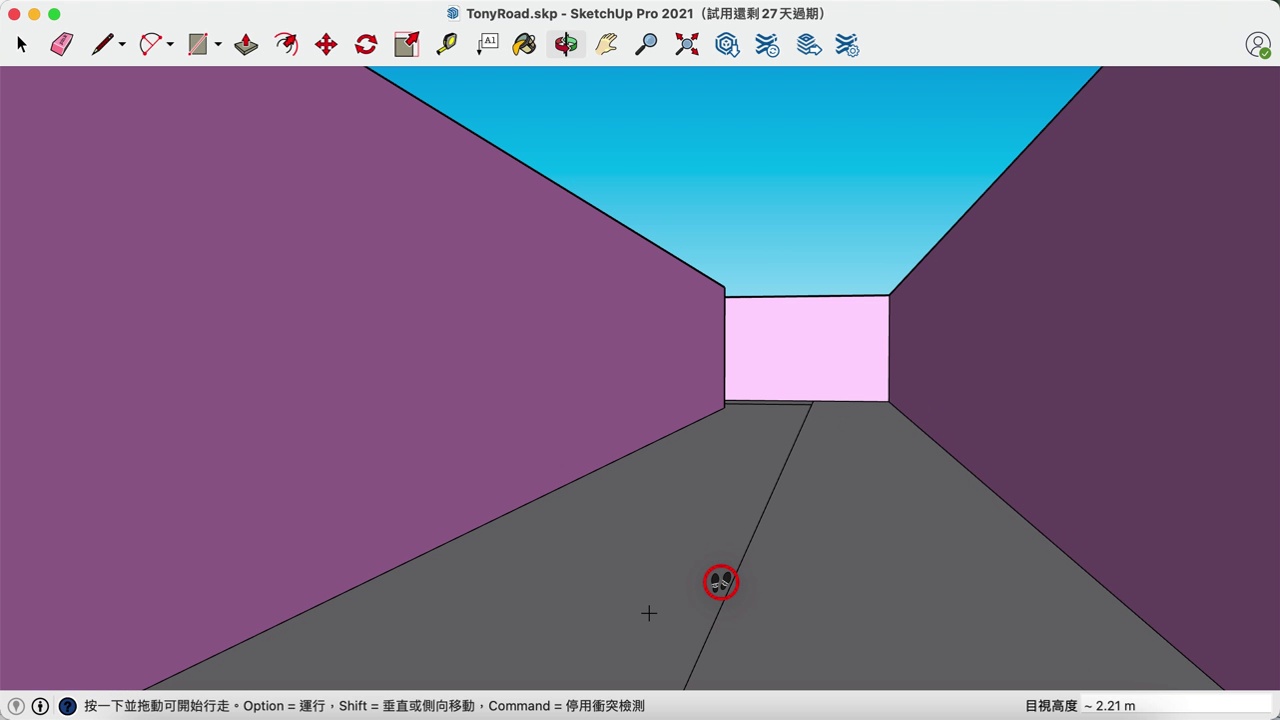 TonyRoad.skp - SketchUp Pro 2021（試用還剩 27 天過期）
A1
按一下並拖動可開始行走。Option = 運行，Shift = 垂直或側向移動，Command = 停用衝突檢測
目視高度 ~ 2.21 m